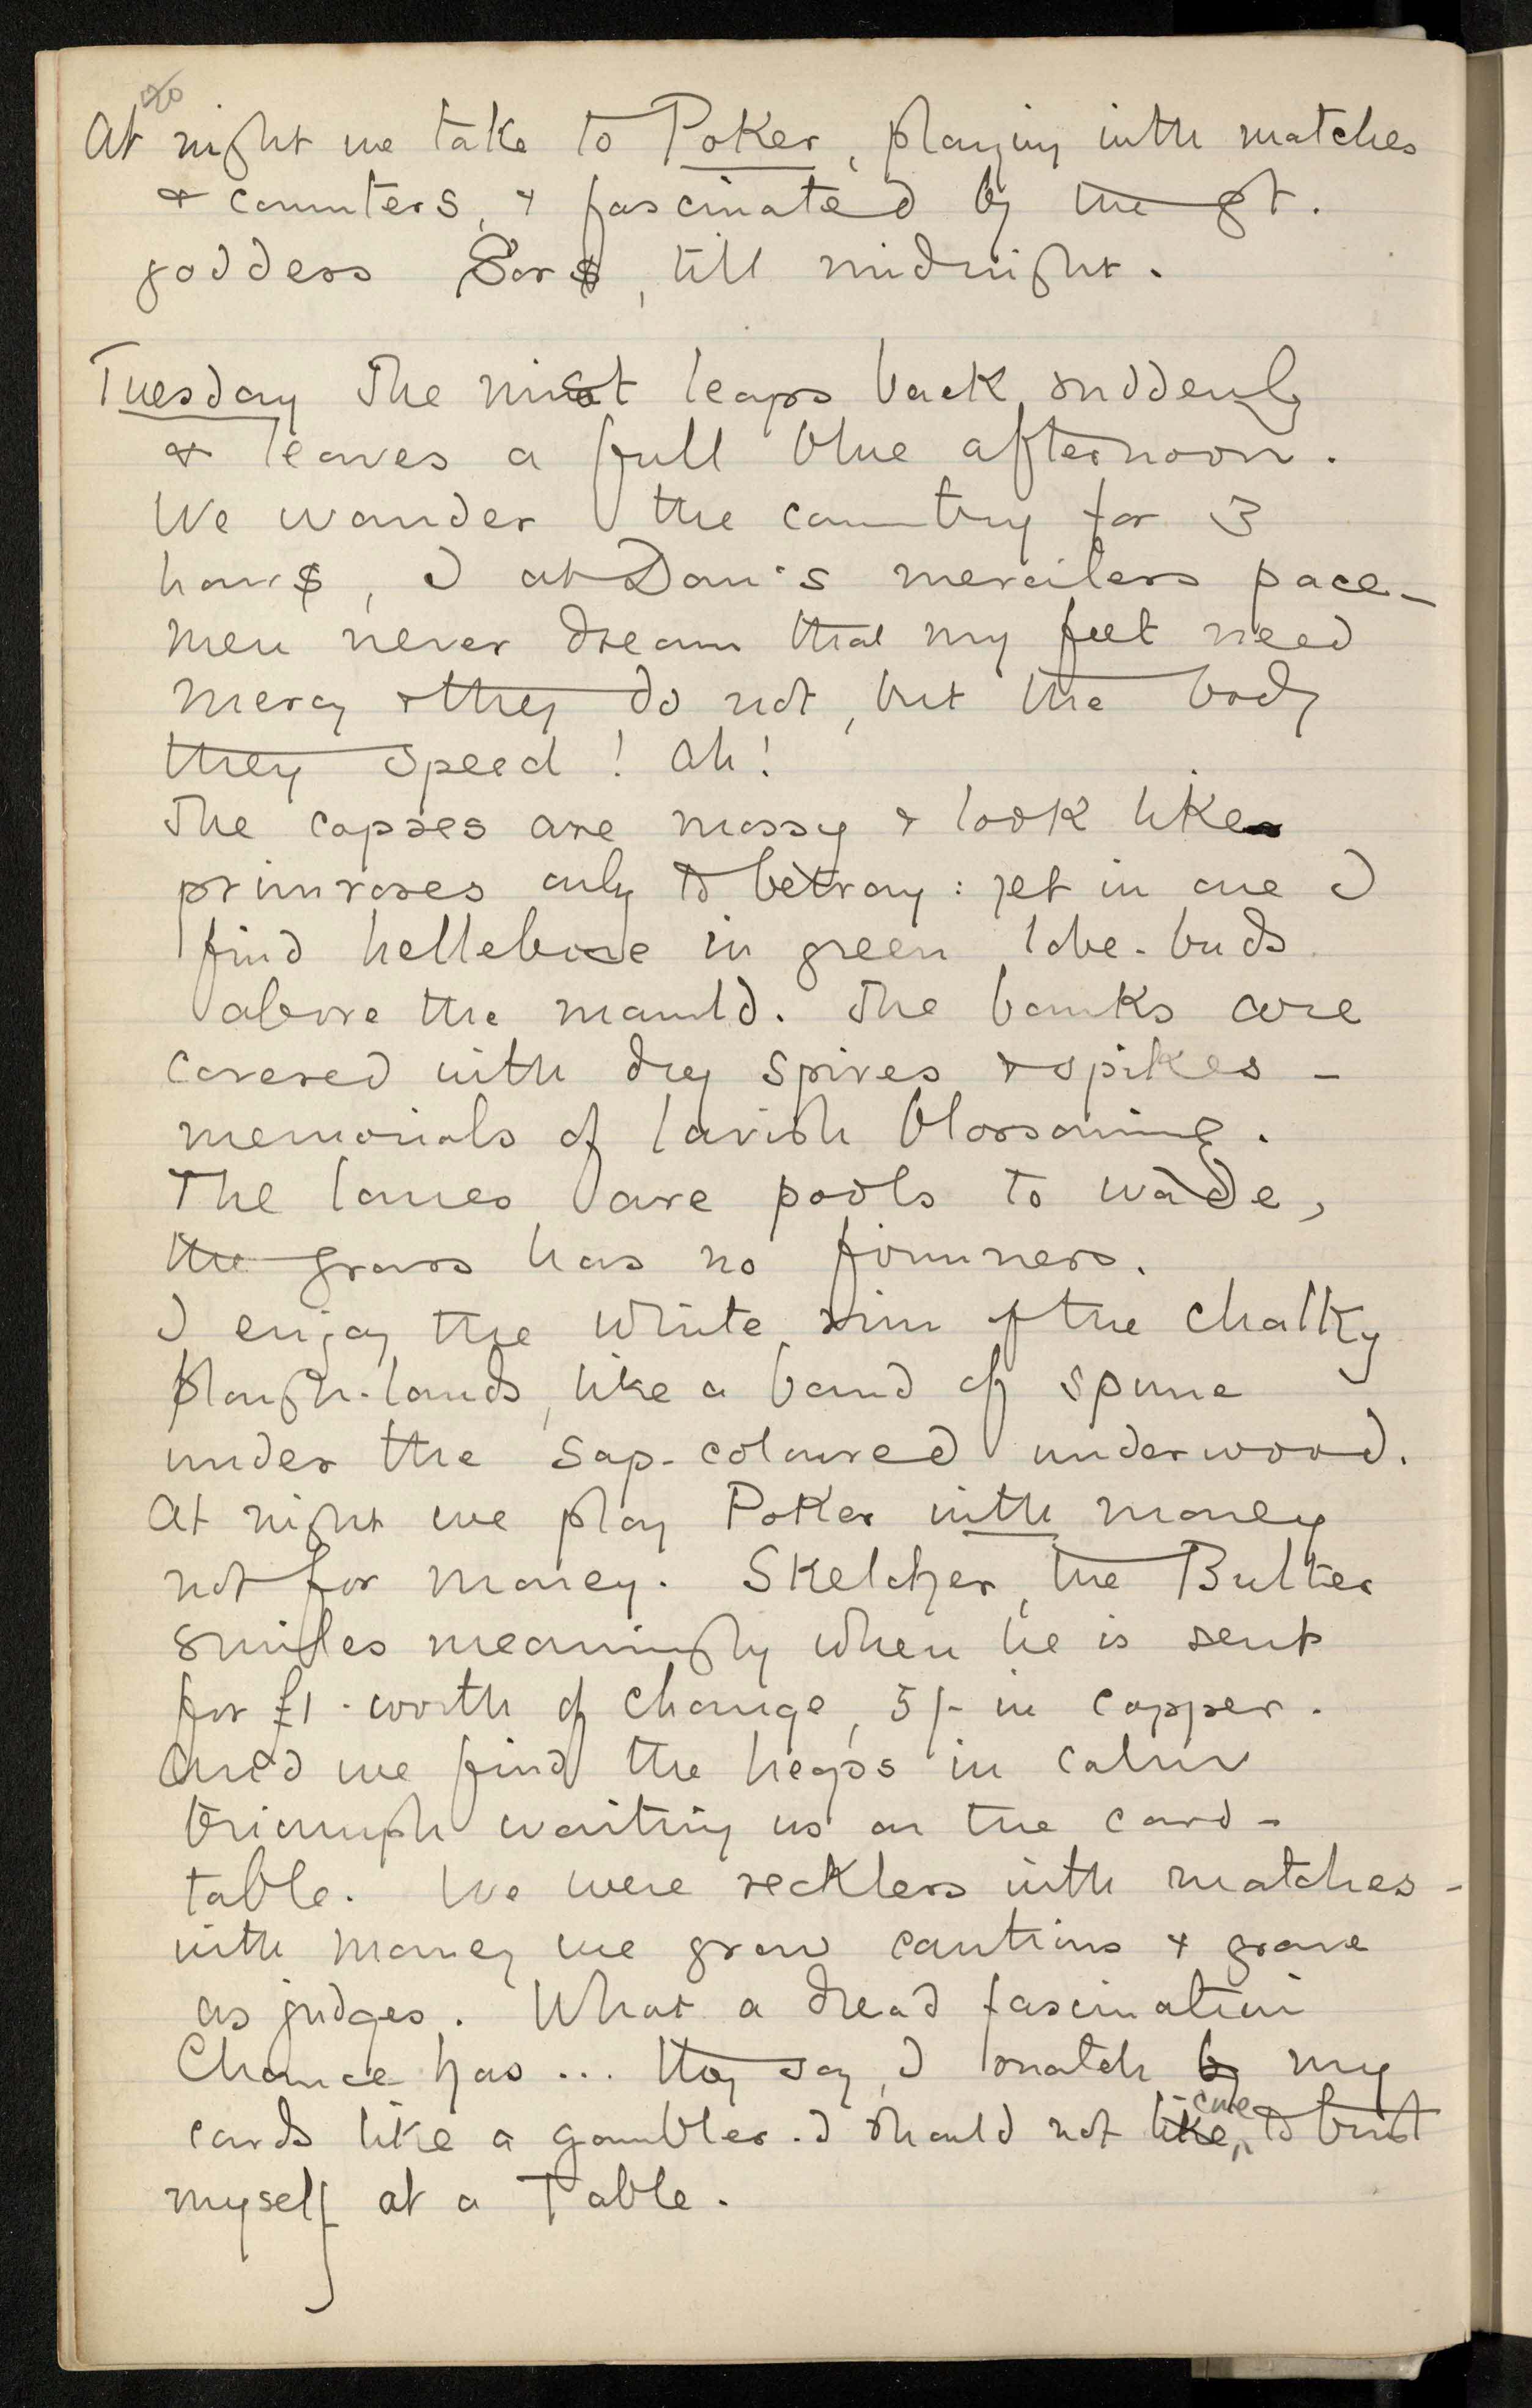 20
At night we take to Poker, playing with matches
& counters, & fascinated by the gt.
goddess Sors, till midnight.
Tuesday The mist leaps back suddenly
& leaves a full blue afternoon.
We wander the country for 3
hours, I at Dan's merciless pace -
men never dream that my feet need
mercy & they do not, but the body
they speed! Ah!
The copses are mossy & look like
primroses only to betray: yet in one I
find hellebore in green lobe-buds
above the mould. The banks are
covered with dry spires & spikes -
memorials of lavish blossoming.
The lanes are pools to wade,
the grass has no firmness.
I enjoy the white rim of the chalky
plough-lands, like a band of spume
under the sap-coloured underwood.
At night we play Poker with money
not for money. Skelcher, the Butler
smiles meaningly when he is sent
for £1-worth of change, 5/- in copper.
And we find the heaps in calm
triumph waiting us on the card-
table. We were reckless with matches -
with money we grow cautious & grave
as judges. What a dread fascination
Chance has... they say, I snatch by my
cards like a gambler. I should not like to trust
myself at a Table.